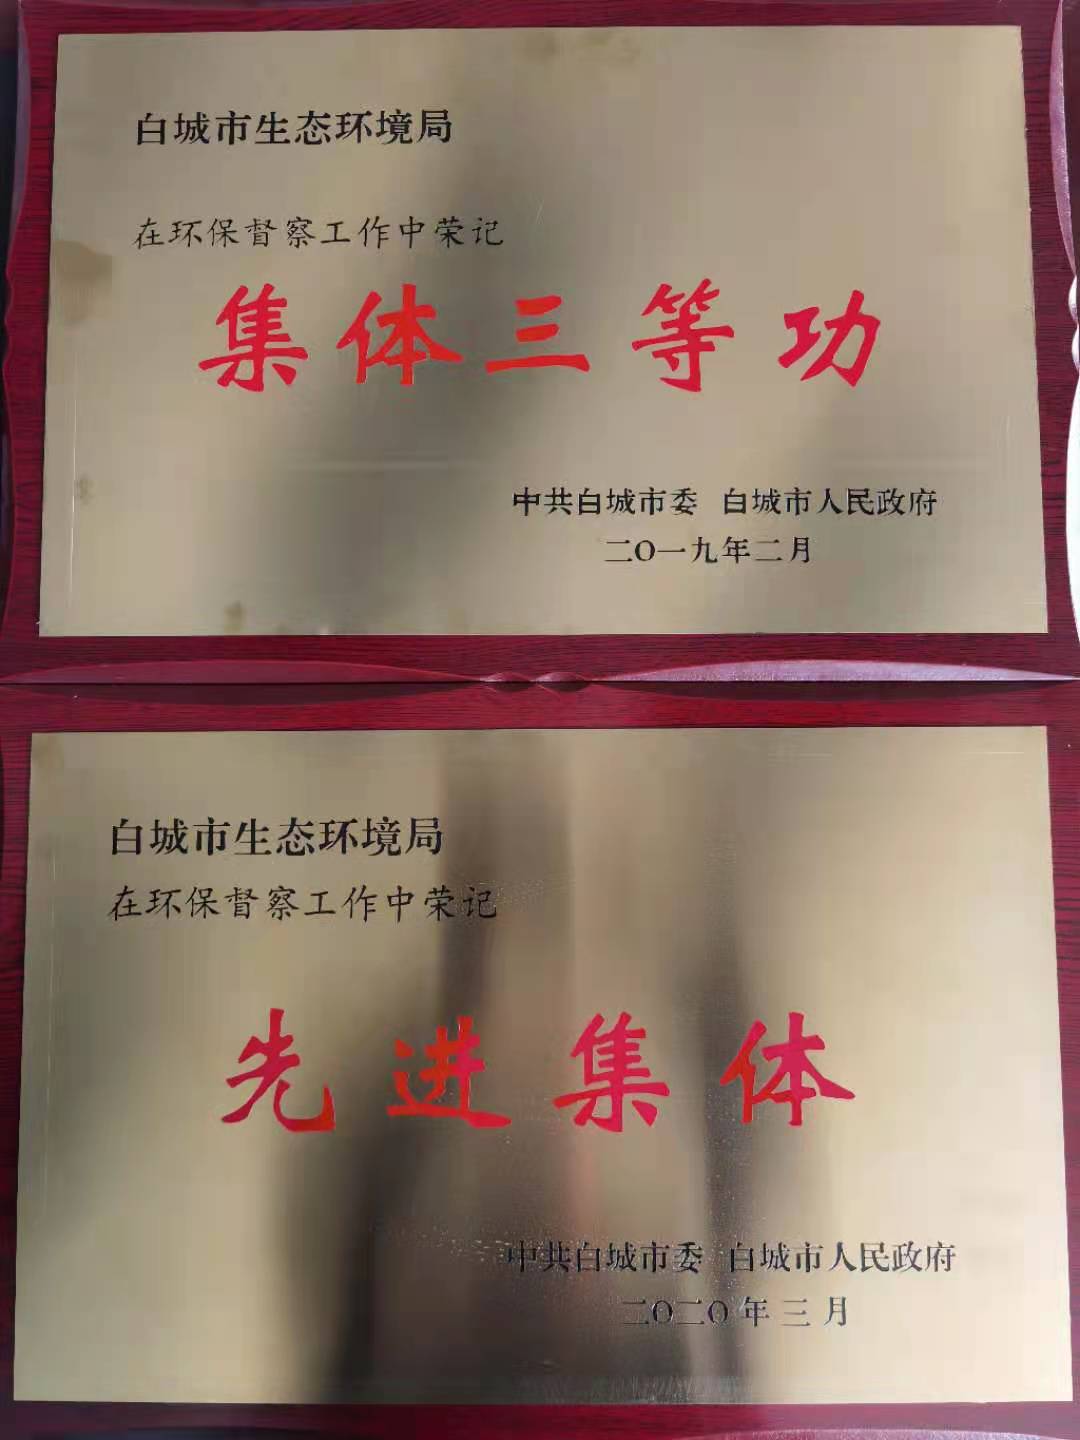 白城市生态环境局
在环保督察工作中荣记
集体三等功
中共白城市委 白城市人民政府
二〇一九年二月
白城市生态环境局
在环保督察工作中荣记
先进集体
中共白城市委 白城市人民政府
二〇二〇年三月